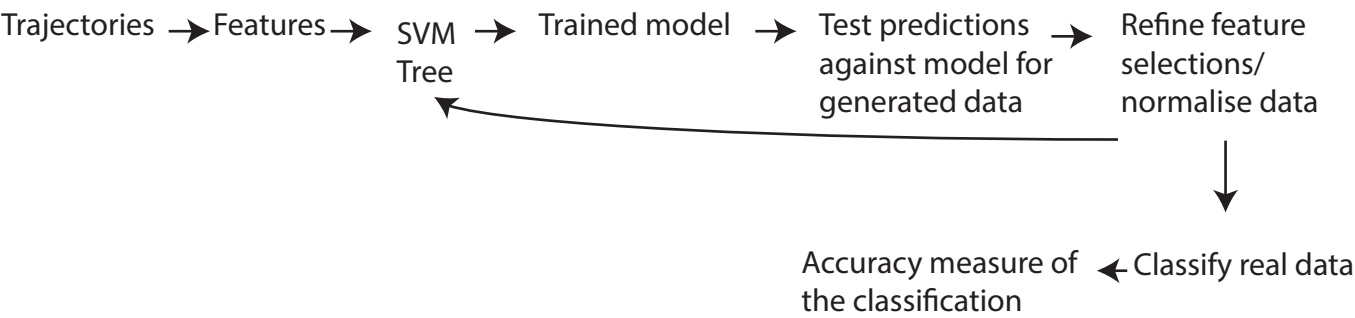 Trajectories
Features
SVM
Tree
Trained model
Test predictions
against model for
generated data
Refine feature
selections/
normalise data
Accuracy measure of
the classification
Classify real data